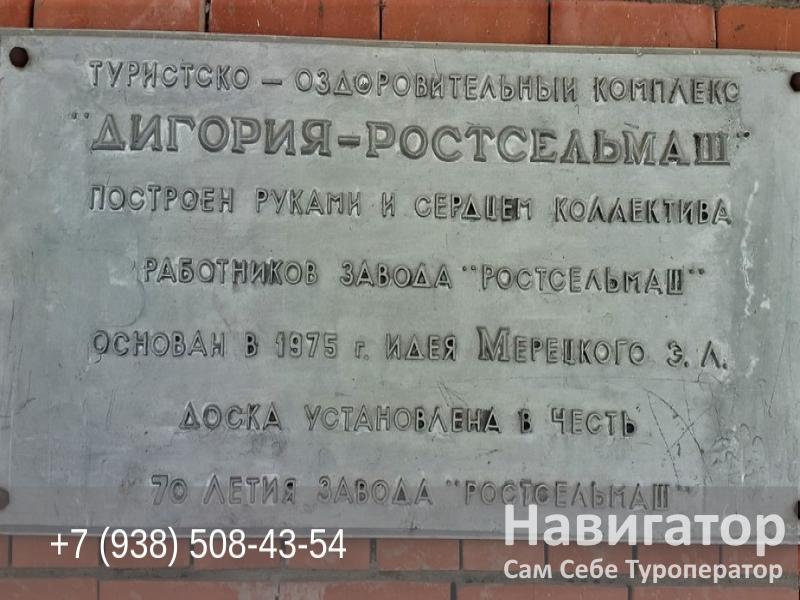 ТУРИСТСКО – ОЗДОРОВИТЕЛЬНЫЙ КОМПЛЕКС
"ДИГОРИЯ-РОСТСЕЛЬМАШ"
ПОСТРОЕН РУКАМИ И СЕРДЦЕМ КОЛЛЕКТИВА
РАБОТНИКОВ ЗАВОДА "РОСТСЕЛЬМАШ"
ОСНОВАН В 1975 г. ИДЕЯ МЕРЕЦКОГО Э. Л.
ДОСКА УСТАНОВЛЕНА В ЧЕСТЬ
70 ЛЕТИЯ ЗАВОДА "РОСТСЕЛЬМАШ"
+7 (938) 508-43-54
Навигатор
Сам Себе Туроператор